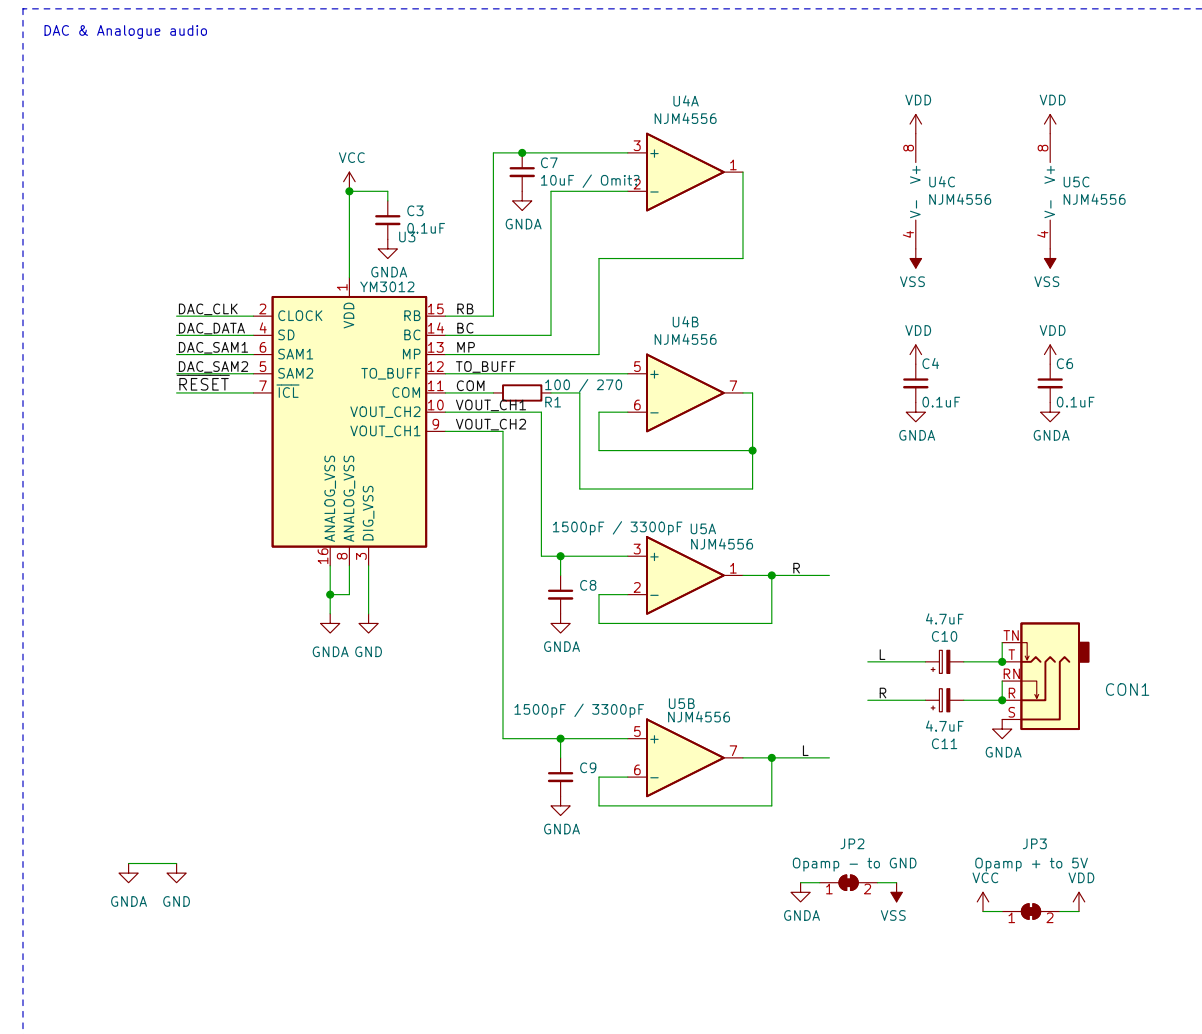 DAC & Analogue audio
U4A
NJM4556
3
+
1
2
−
C7
10uF / Omit?
GNDA
VCC
C3
0.1uF
U3
GNDA
YM3012
1
VDD
DAC_CLK
2
CLOCK
DAC_DATA
4
SD
DAC_SAM1
6
SAM1
DAC_SAM2
5
SAM2
RESET
7
ICL
RB
15
RB
BC
14
BC
MP
13
MP
TO_BUFF
12
TO_BUFF
COM
11
COM
VOUT_CH2
10
VOUT_CH1
VOUT_CH1
9
VOUT_CH2
ANALOG_VSS
ANALOG_VSS
DIG_VSS
16
8
3
GNDA
GND
100 / 270
R1
U4B
NJM4556
5
+
7
6
−
VDD
8
V+
U4C
NJM4556
V−
4
VSS
VDD
8
V+
U5C
NJM4556
V−
4
VSS
VDD
C4
0.1uF
GNDA
VDD
C6
0.1uF
GNDA
1500pF / 3300pF
U5A
NJM4556
3
+
1
R
2
−
C8
GNDA
1500pF / 3300pF
U5B
NJM4556
5
+
7
L
6
−
C9
GNDA
4.7uF
C10
L
+
R
+
4.7uF
C11
TN
T
RN
R
S
CON1
GNDA
GNDA
GND
JP2
Opamp − to GND
1
2
GNDA
VSS
JP3
Opamp + to 5V
VCC
VDD
1
2